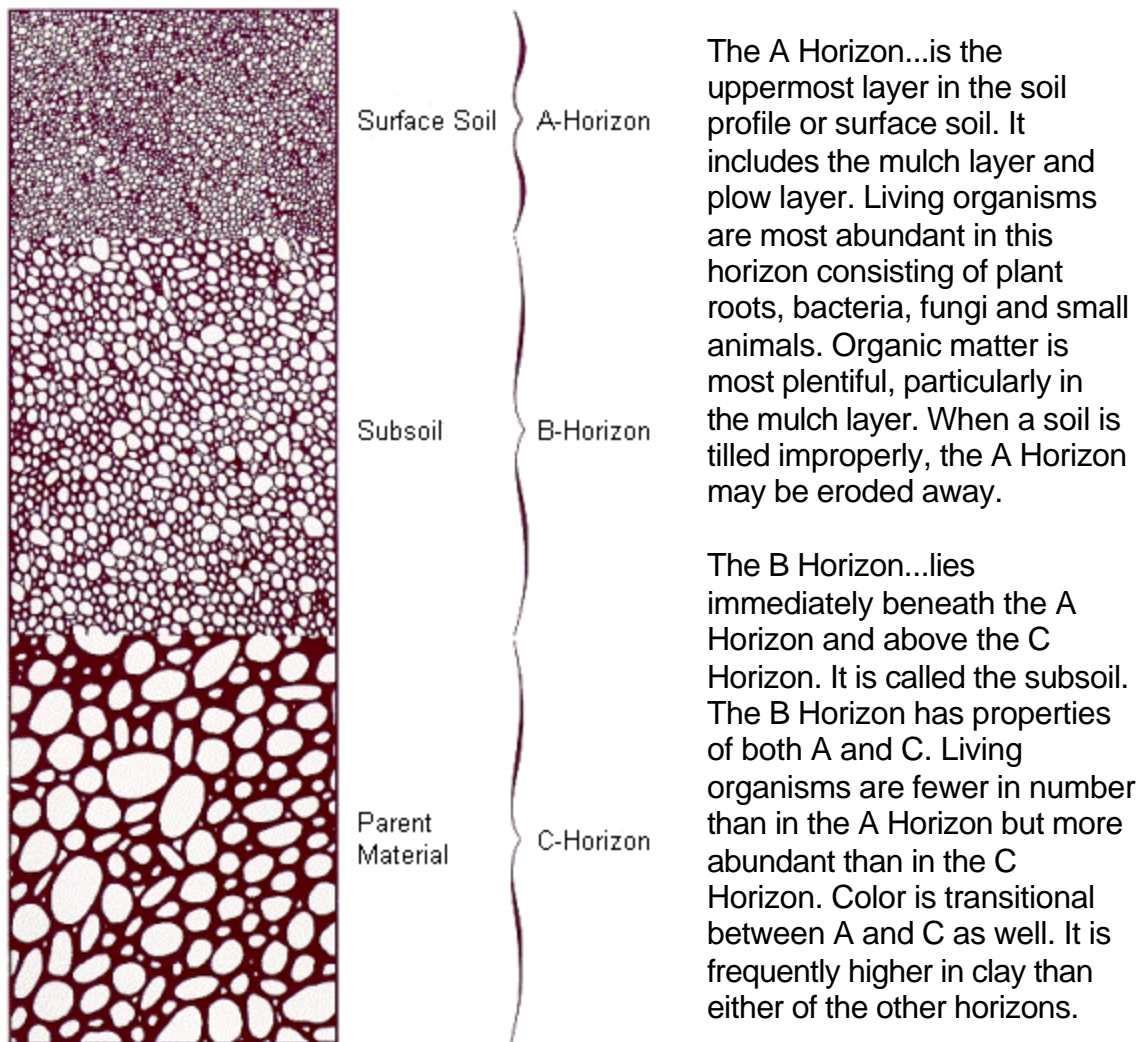 Surface Soil
A-Horizon
Subsoil
B-Horizon
Parent
Material
C-Horizon
The A Horizon...is the
uppermost layer in the soil
profile or surface soil. It
includes the mulch layer and
plow layer. Living organisms
are most abundant in this
horizon consisting of plant
roots, bacteria, fungi and small
animals. Organic matter is
most plentiful, particularly in
the mulch layer. When a soil is
tilled improperly, the A Horizon
may be eroded away.
The B Horizon...lies
immediately beneath the A
Horizon and above the C
Horizon. It is called the subsoil.
The B Horizon has properties
of both A and C. Living
organisms are fewer in number
than in the A Horizon but more
abundant than in the C
Horizon. Color is transitional
between A and C as well. It is
frequently higher in clay than
either of the other horizons.